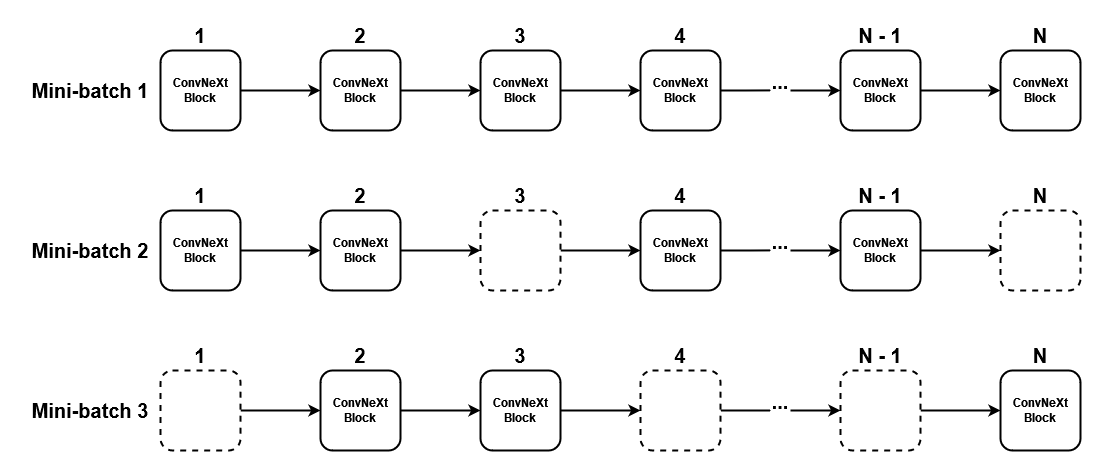 1 2 3 4 N - 1 N
Mini-batch 1 ConvNeXt ConvNeXt ConvNeXt ConvNeXt ... ConvNeXt ConvNeXt
Block Block Block Block Block Block
1 2 3 4 N - 1 N
Mini-batch 2 ConvNeXt ConvNeXt ConvNeXt ... ConvNeXt
Block Block Block Block
1 2 3 4 N - 1 N
Mini-batch 3 ConvNeXt ConvNeXt ... ConvNeXt
Block Block Block